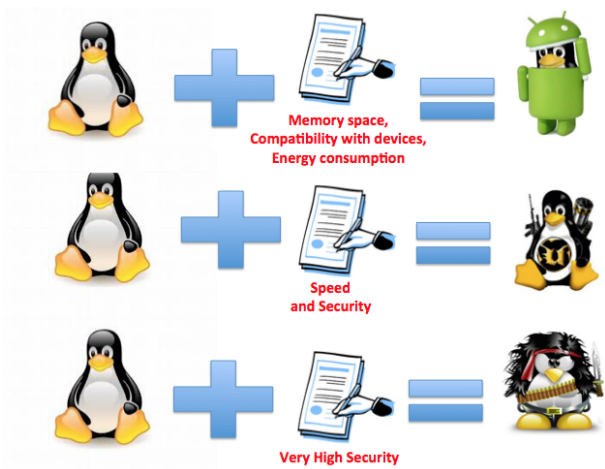 Memory space,
Compatibility with devices,
Energy consumption
Speed
and Security
Very High Security